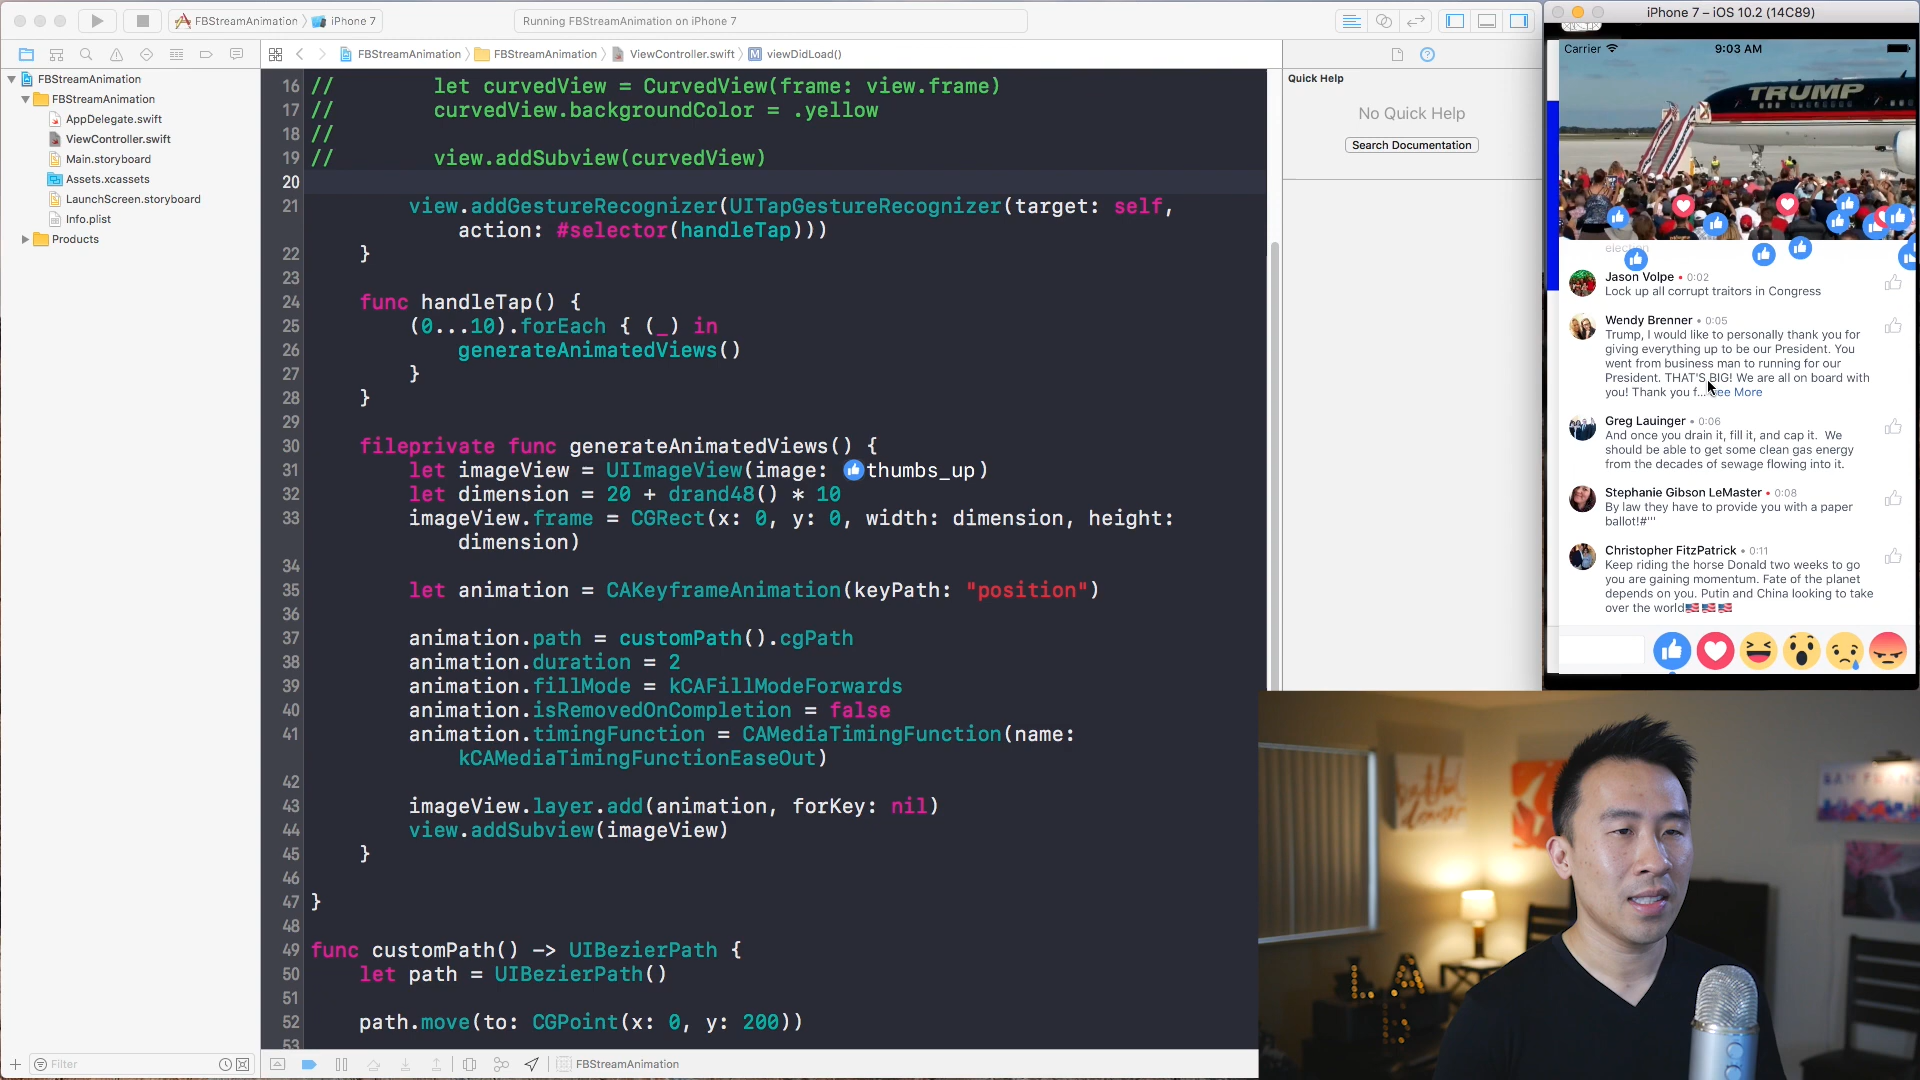 FBStreamAnimation
iPhone 7
Running FBStreamAnimation on iPhone 7
iPhone 7 – iOS 10.2 (14C89)
FBStreamAnimation
FBStreamAnimation
ViewController.swift
viewDidLoad()
FBStreamAnimation
FBStreamAnimation
AppDelegate.swift
ViewController.swift
Main.storyboard
Assets.xcassets
LaunchScreen.storyboard
Info.plist
Products
16 // let curvedView = CurvedView(frame: view.frame)
17 // curvedView.backgroundColor = .yellow
18 //
19 // view.addSubview(curvedView)
20
21 view.addGestureRecognizer(UITapGestureRecognizer(target: self,
action: #selector(handleTap)))
22 }
23
24 func handleTap() {
25 (0...10).forEach { (_) in
26 generateAnimatedViews()
27 }
28 }
29
30 fileprivate func generateAnimatedViews() {
31 let imageView = UIImageView(image: thumbs_up)
32 let dimension = 20 + drand48() * 10
33 imageView.frame = CGRect(x: 0, y: 0, width: dimension, height:
dimension)
34
35 let animation = CAKeyframeAnimation(keyPath: "position")
36
37 animation.path = customPath().cgPath
38 animation.duration = 2
39 animation.fillMode = kCAFillModeForwards
40 animation.isRemovedOnCompletion = false
41 animation.timingFunction = CAMediaTimingFunction(name:
kCAMediaTimingFunctionEaseOut)
42
43 imageView.layer.add(animation, forKey: nil)
44 view.addSubview(imageView)
45 }
46
47 }
48
49 func customPath() -> UIBezierPath {
50 let path = UIBezierPath()
51
52 path.move(to: CGPoint(x: 0, y: 200))
53
Filter
FBStreamAnimation
Quick Help
No Quick Help
Search Documentation
Carrier
9:03 AM
TRUMP
election
Jason Volpe • 0:02
Lock up all corrupt traitors in Congress
Wendy Brenner • 0:05
Trump, I would like to personally thank you for
giving everything up to be our President. You
went from business man to running for our
President. THAT'S BIG! We are all on board with
you! Thank you f... See More
Greg Lauinger • 0:06
And once you drain it, fill it, and cap it. We
should be able to get some clean gas energy
from the decades of sewage flowing into it.
Stephanie Gibson LeMaster • 0:08
By law they have to provide you with a paper
ballot!#'''
Christopher FitzPatrick • 0:11
Keep riding the horse Donald two weeks to go
you are gaining momentum. Fate of the planet
depends on you. Putin and China looking to take
over the world🇺🇸🇺🇸🇺🇸
LA